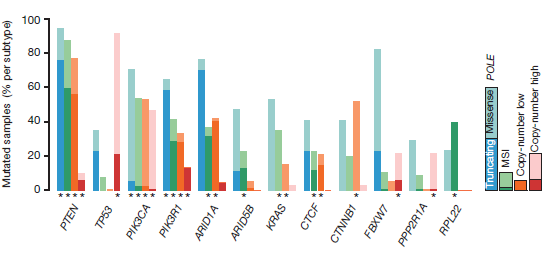 Mutated samples (% per subtype)
100
80
60
40
20
0
* * * *
*
* * * *
* * * *
* *
* *
* *
* *
*
*
*
*
PTEN
TP53
PIK3CA
PIK3R1
ARID1A
ARID5B
KRAS
CTCF
CTNNB1
FBXW7
PPP2R1A
RPL22
Truncating
Missense
POLE
MSI
Copy-number low
Copy-number high